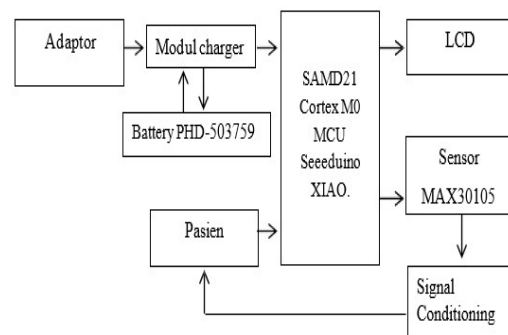 Adaptor
Modul charger
Battery PHD-503759
SAMD21
Cortex M0
MCU
Seeeduino
XIAO.
LCD
Sensor
MAX30105
Pasien
Signal
Conditioning